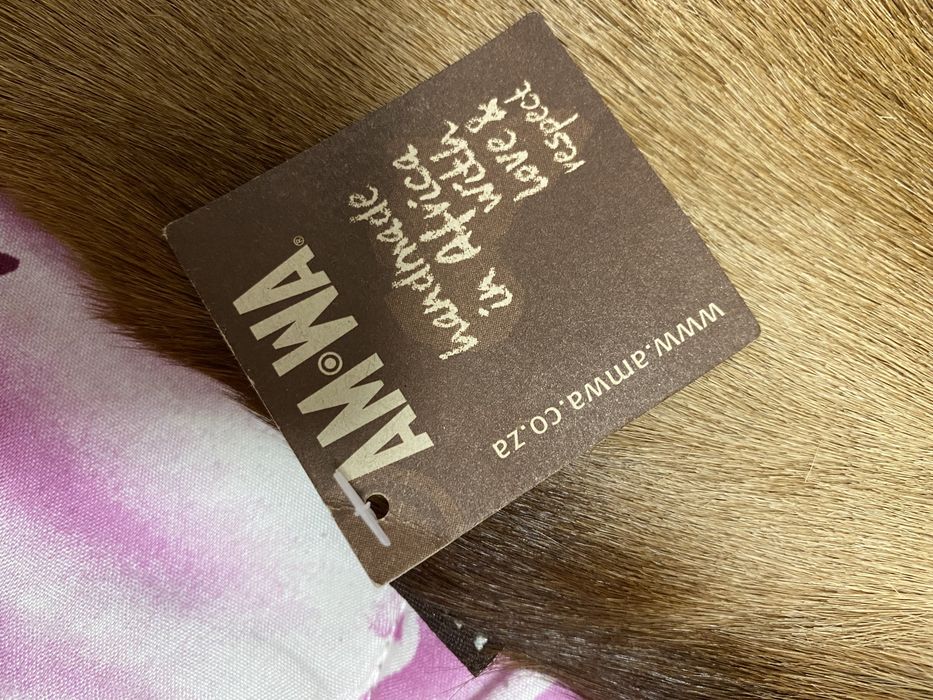 AM·WA®
handmade
in Africa
with
love &
respect
www.amwa.co.za